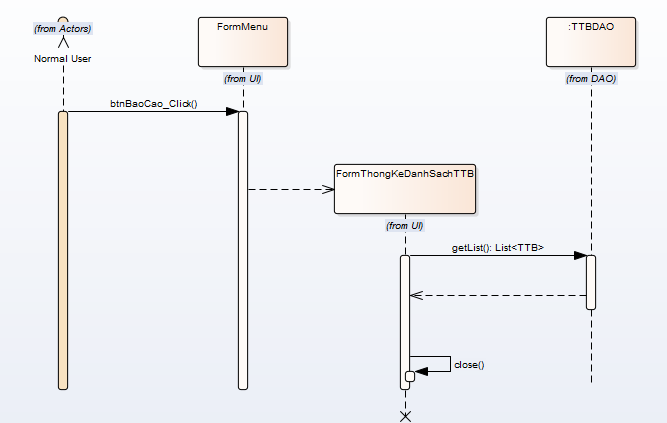 (from Actors)
Normal User
FormMenu
(from UI)
:TTBDAO
(from DAO)
btnBaoCao_Click()
FormThongKeDanhSachTTB
(from UI)
getList(): List<TTB>
close()